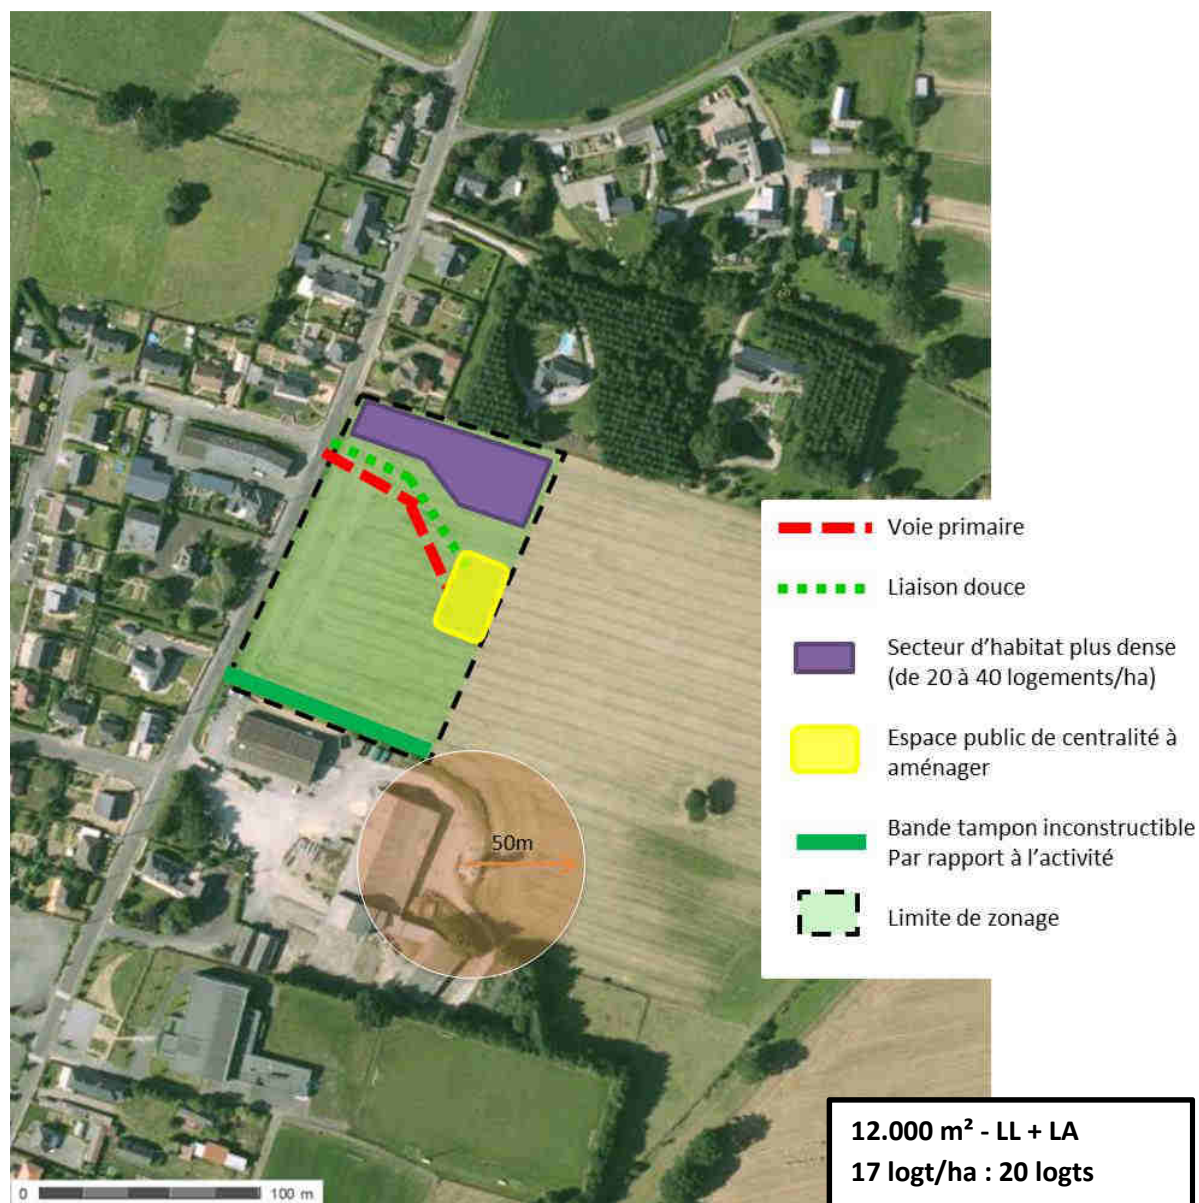 Voie primaire
Liaison douce
Secteur d'habitat plus dense
(de 20 à 40 logements/ha)
Espace public de centralité à
aménager
50m
Bande tampon inconstructible
Par rapport à l'activité
Limite de zonage
12.000 m² - LL + LA
17 logt/ha : 20 logts
0 100 m